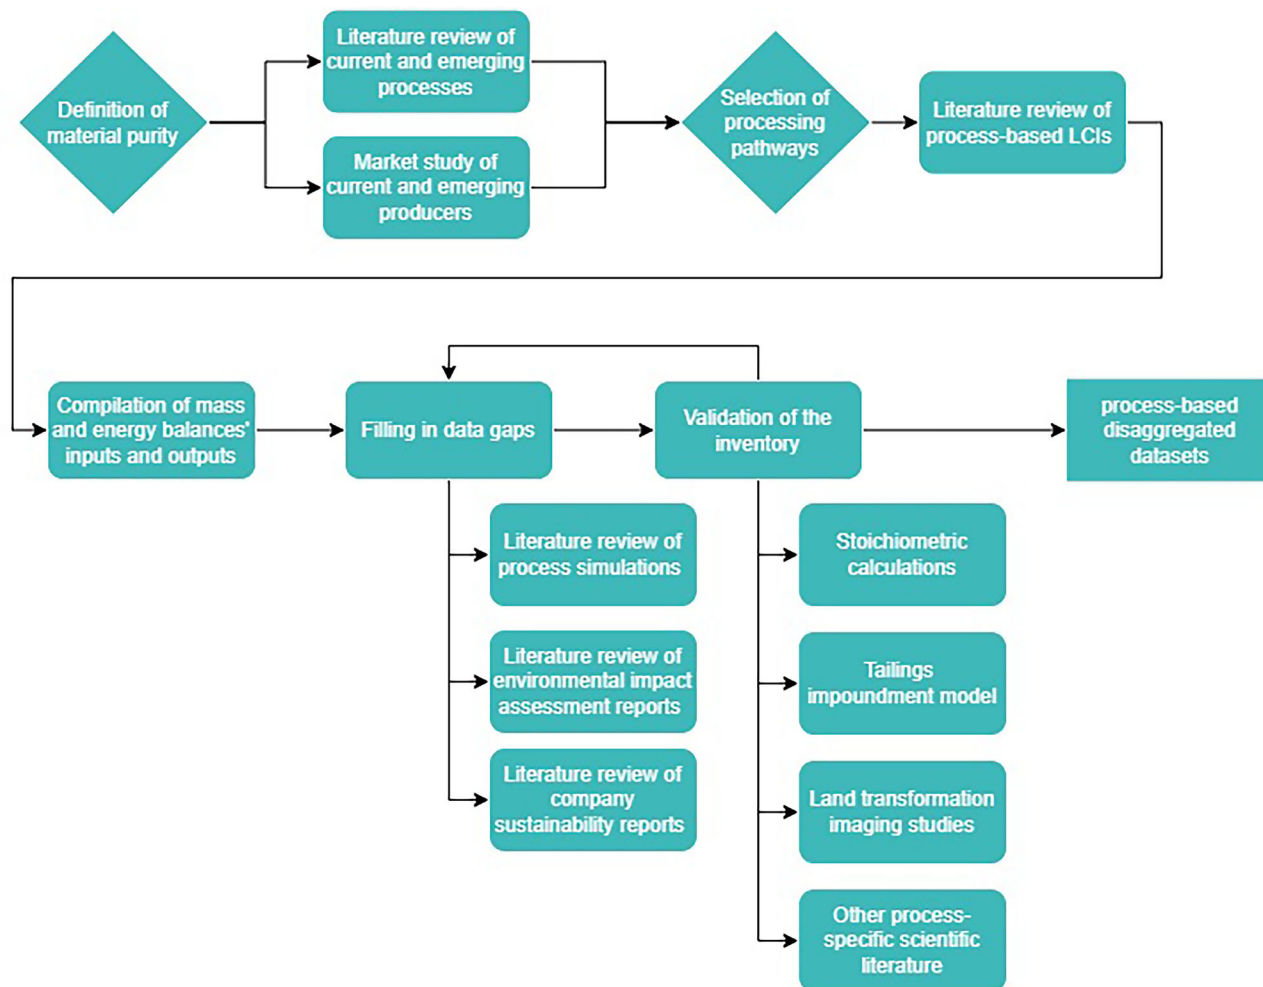 Definition of
material purity
Literature review of
current and emerging
processes
Market study of
current and emerging
producers
Selection of
processing
pathways
Literature review of
process-based LCIs
Compilation of mass
and energy balances'
inputs and outputs
Filling in data gaps
Validation of the
inventory
process-based
disaggregated
datasets
Literature review of
process simulations
Literature review of
environmental impact
assessment reports
Literature review of
company
sustainability reports
Stoichiometric
calculations
Tailings
impoundment model
Land transformation
imaging studies
Other process-
specific scientific
literature